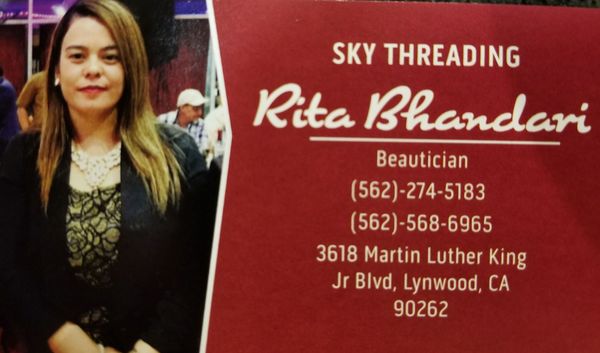 SKY THREADING
Rita Bhandari
Beautician
(562)-274-5183
(562)-568-6965
3618 Martin Luther King
Jr Blvd, Lynwood, CA
90262